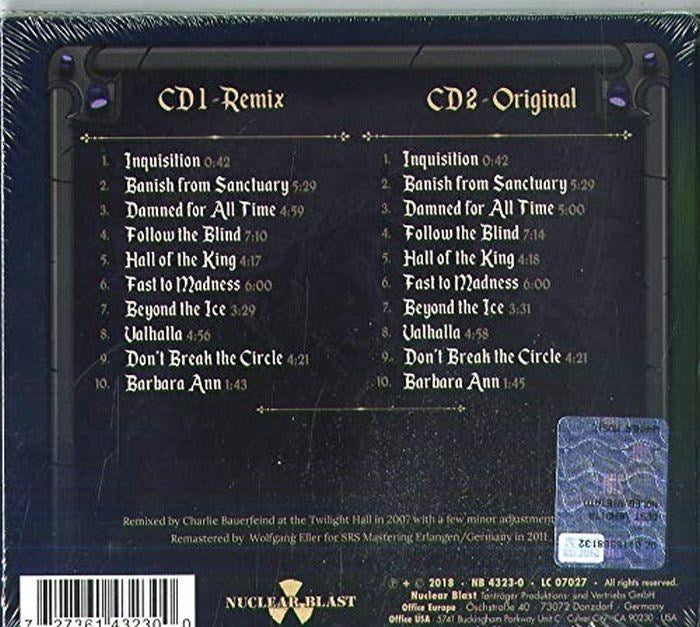 CD1-Remix
1. Inquisition 0:42
2. Banish from Sanctuary 5:29
3. Damned for All Time 4:59
4. Follow the Blind 7:10
5. Hall of the King 4:17
6. Fast to Madness 6:00
7. Beyond the Ice 3:29
8. Valhalla 4:56
9. Don't Break the Circle 4:21
10. Barbara Ann 1:43
CD2-Original
1. Inquisition 0:42
2. Banish from Sanctuary 5:29
3. Damned for All Time 5:00
4. Follow the Blind 7:14
5. Hall of the King 4:18
6. Fast to Madness 6:00
7. Beyond the Ice 3:31
8. Valhalla 4:58
9. Don't Break the Circle 4:21
10. Barbara Ann 1:45
Remixed by Charlie Bauerfeind at the Twilight Hall in 2007 with a few minor adjustment
Remastered by Wolfgang Eller for SRS Mastering Erlangen/Germany in 2011
7 27361 43230 0
NUCLEAR BLAST
℗ + © 2018 · NB 4323-0 · LC 07027 · All rights reserved.
Nuclear Blast Tonträger Produktions- und Vertriebs GmbH
Office Europe · Öschstraße 40 · 73072 Donzdorf · Germany
Office USA · 5741 Buckingham Parkway Unit C · Culver City · CA 90230 · USA